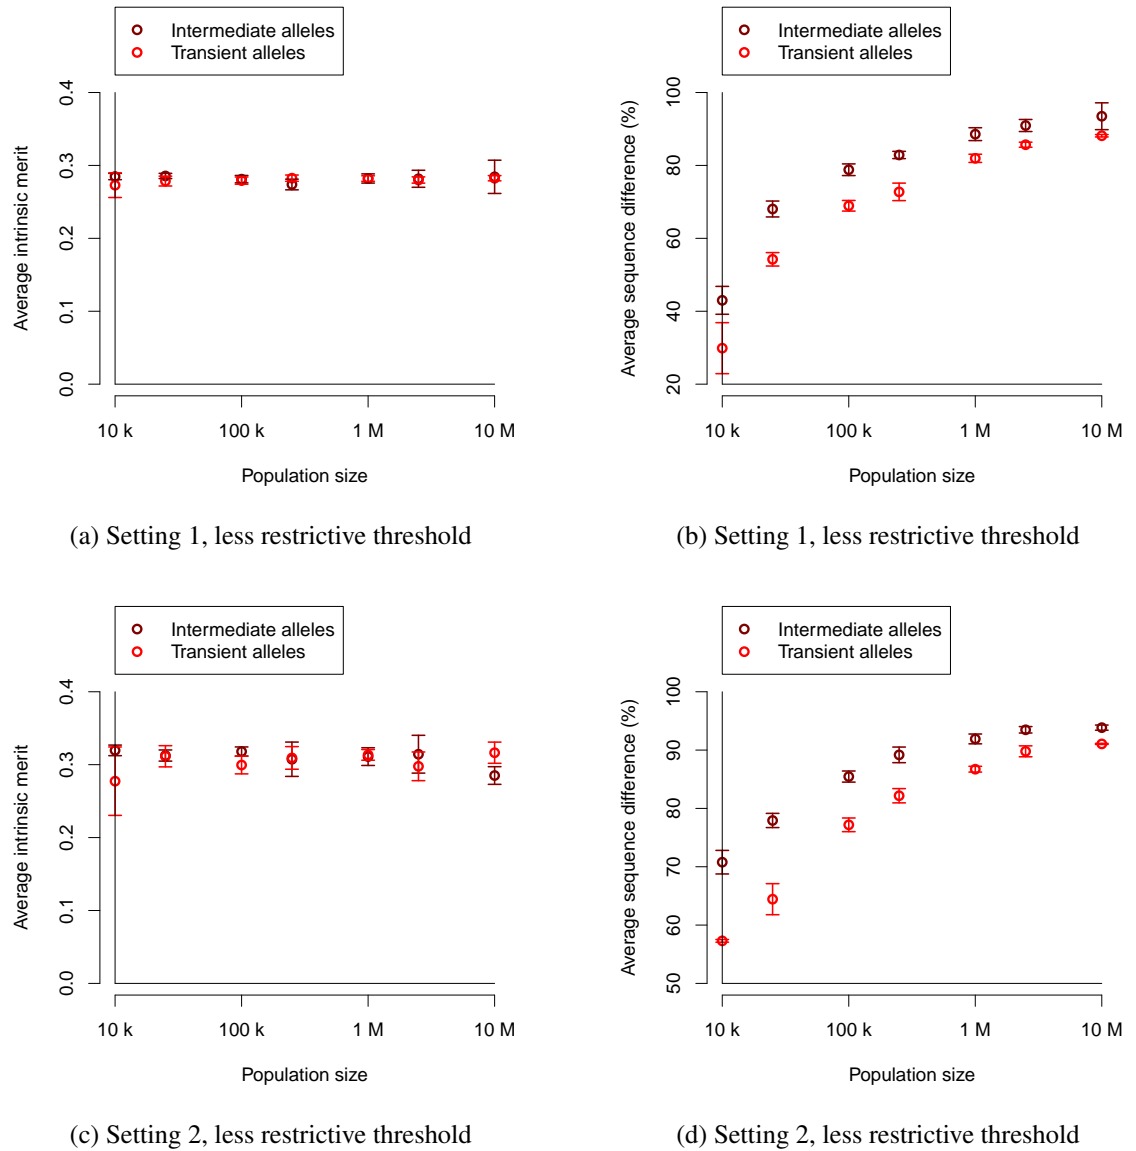 Intermediate alleles
Transient alleles
Average intrinsic merit
0.4
0.3
0.2
0.1
0.0
10 k
100 k
1 M
10 M
Population size
(a) Setting 1, less restrictive threshold
Intermediate alleles
Transient alleles
Average sequence difference (%)
100
80
60
40
20
10 k
100 k
1 M
10 M
Population size
(b) Setting 1, less restrictive threshold
Intermediate alleles
Transient alleles
Average intrinsic merit
0.4
0.3
0.2
0.1
0.0
10 k
100 k
1 M
10 M
Population size
(c) Setting 2, less restrictive threshold
Intermediate alleles
Transient alleles
Average sequence difference (%)
100
90
80
70
60
50
10 k
100 k
1 M
10 M
Population size
(d) Setting 2, less restrictive threshold